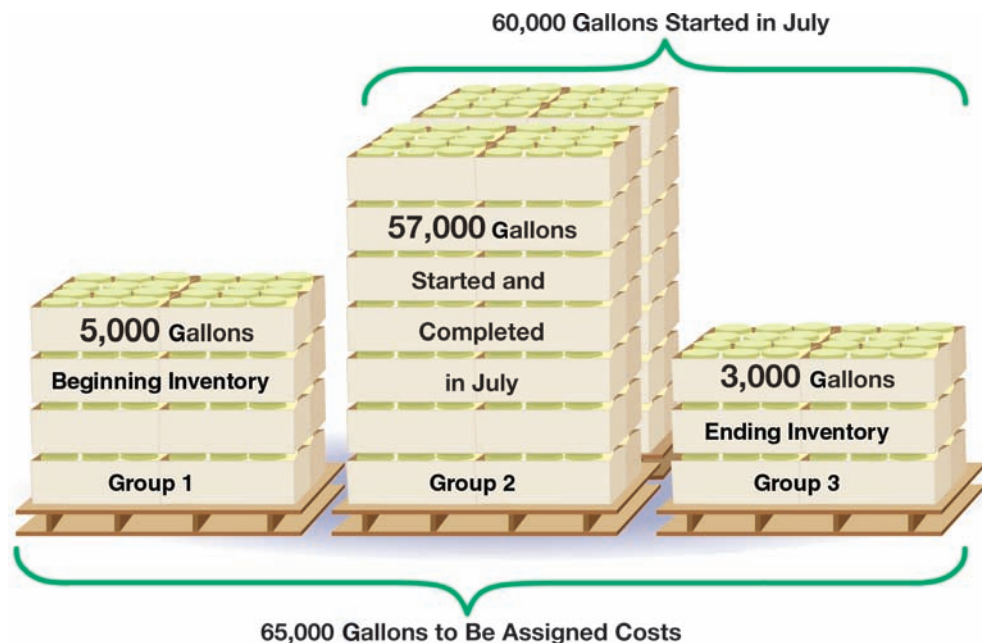 60,000 Gallons Started in July
57,000 Gallons
Started and
Completed
in July
Group 2
5,000 Gallons
Beginning Inventory
Group 1
3,000 Gallons
Ending Inventory
Group 3
65,000 Gallons to Be Assigned Costs